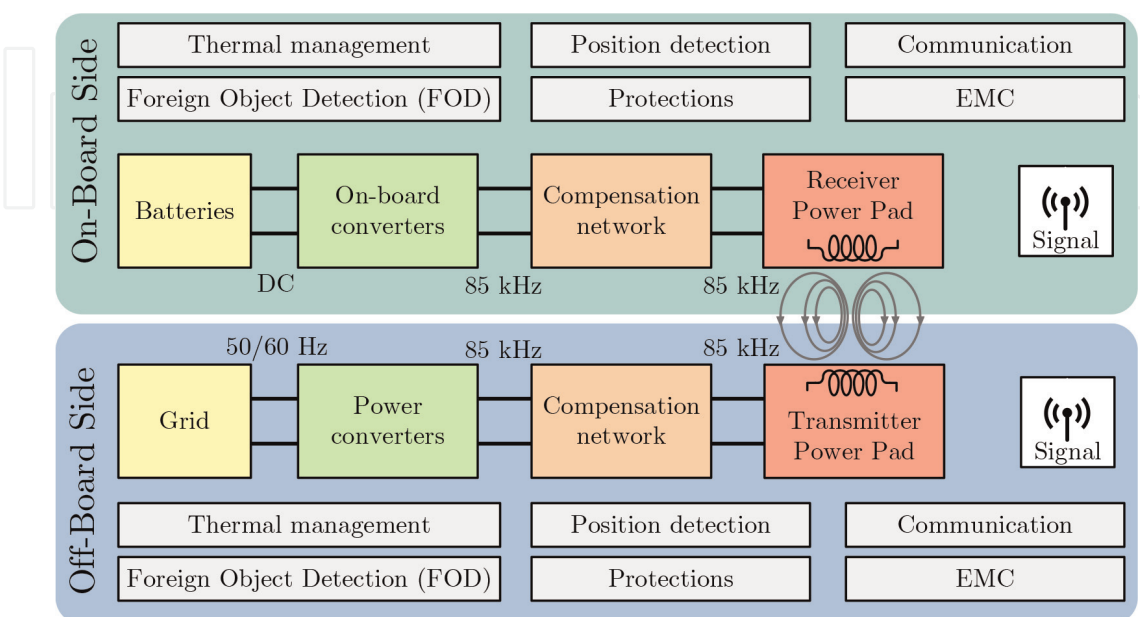 On-Board Side
Thermal management
Position detection
Communication
Foreign Object Detection (FOD)
Protections
EMC
Batteries
On-board
converters
Compensation
network
Receiver
Power Pad
Signal
DC
85 kHz
85 kHz
Off-Board Side
50/60 Hz
85 kHz
85 kHz
Grid
Power
converters
Compensation
network
Transmitter
Power Pad
Signal
Thermal management
Position detection
Communication
Foreign Object Detection (FOD)
Protections
EMC